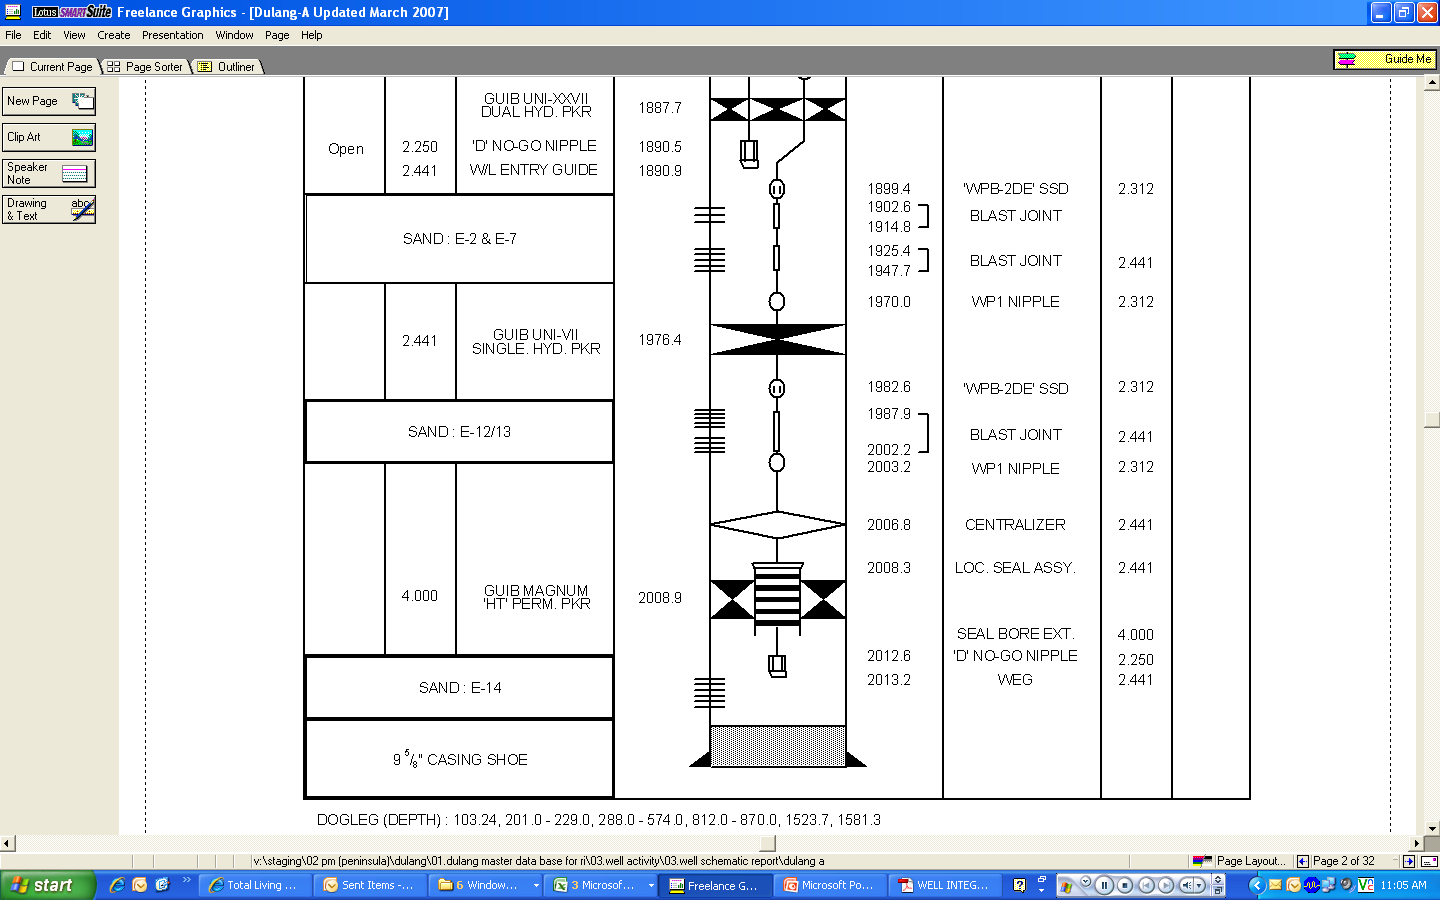 Lotus SMARTSuite Freelance Graphics - [Dulang-A Updated March 2007]
File Edit View Create Presentation Window Page Help
Current Page Page Sorter Outliner Guide Me
New Page
Clip Art
Speaker
Note
Drawing
& Text
abc
GUIB UNI-XXVII
DUAL HYD. PKR
1887.7
Open 2.250 'D' NO-GO NIPPLE 1890.5
2.441 W/L ENTRY GUIDE 1890.9
1899.4 'WPB-2DE' SSD 2.312
1902.6
BLAST JOINT
1914.8
SAND : E-2 & E-7
1925.4
BLAST JOINT 2.441
1947.7
1970.0 WP1 NIPPLE 2.312
2.441 GUIB UNI-VII
SINGLE. HYD. PKR
1976.4
1982.6 'WPB-2DE' SSD 2.312
1987.9
SAND : E-12/13
BLAST JOINT 2.441
2002.2
2003.2 WP1 NIPPLE 2.312
2006.8 CENTRALIZER 2.441
2008.3 LOC. SEAL ASSY. 2.441
4.000 GUIB MAGNUM
'HT' PERM. PKR
2008.9
SEAL BORE EXT. 4.000
2012.6 'D' NO-GO NIPPLE 2.250
2013.2 WEG 2.441
SAND : E-14
9 5/8" CASING SHOE
DOGLEG (DEPTH) : 103.24, 201.0 - 229.0, 288.0 - 574.0, 812.0 - 870.0, 1523.7, 1581.3
v:\staging\02 pm (peninsula)\dulang\01.dulang master data base for ri\03.well activity\03.well schematic report\dulang a
Page Layout... Page 2 of 32
start Total Living ... Sent Items -... 6 Window... 3 Microsof... Freelance G... Microsoft Po... WELL INTEG... 11:05 AM